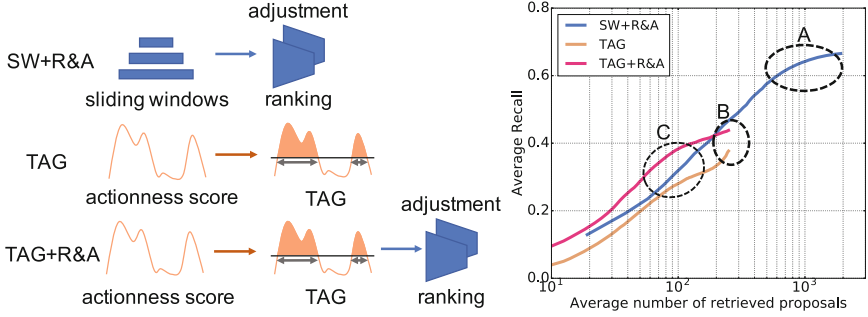 adjustment
SW+R&A
sliding windows
ranking
TAG
actionness score
TAG
adjustment
TAG+R&A
actionness score
TAG
ranking
SW+R&A
TAG
TAG+R&A
A
B
C
Average Recall
0.8
0.6
0.4
0.2
0.0
10^1
10^2
10^3
Average number of retrieved proposals